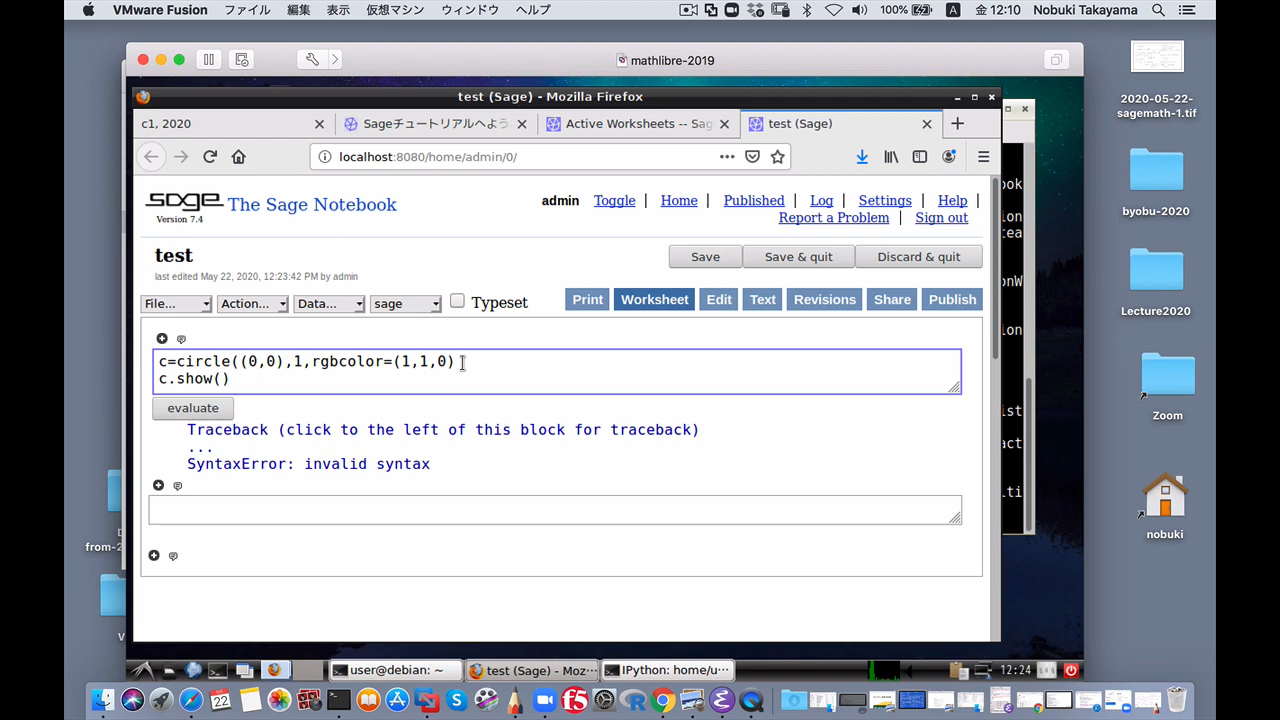 VMware Fusion ファイル 編集 表示 仮想マシン ウィンドウ ヘルプ 100% A 金 12:10 Nobuki Takayama
mathlibre-2019
test (Sage) - Mozilla Firefox
c1, 2020 Sageチュートリアルへよう Active Worksheets -- Sag test (Sage)
localhost:8080/home/admin/0/
sage The Sage Notebook
Version 7.4
admin Toggle | Home | Published | Log | Settings | Help |
Report a Problem | Sign out
test
Save Save & quit Discard & quit
last edited May 22, 2020, 12:23:42 PM by admin
File... Action... Data... sage Typeset
Print Worksheet Edit Text Revisions Share Publish
c=circle((0,0),1,rgbcolor=(1,1,0)
c.show()
evaluate
Traceback (click to the left of this block for traceback)
...
SyntaxError: invalid syntax
2020-05-22-
sagemath-1.tif
byobu-2020
Lecture2020
Zoom
nobuki
from-2
user@debian: ~ test (Sage) - Moz··· IPython: home/u··· 12:24
22 f5